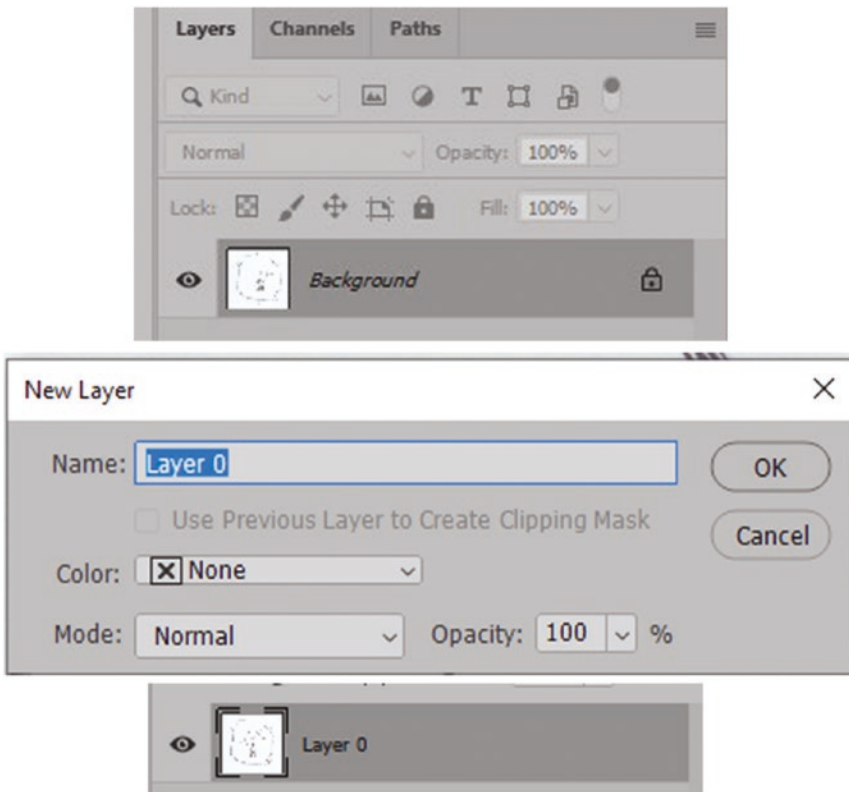 Layers Channels Paths
Kind
Normal Opacity: 100%
Lock: Fill: 100%
Background
New Layer
Name: Layer 0
OK
Use Previous Layer to Create Clipping Mask
Cancel
Color: None
Mode: Normal Opacity: 100 %
Layer 0